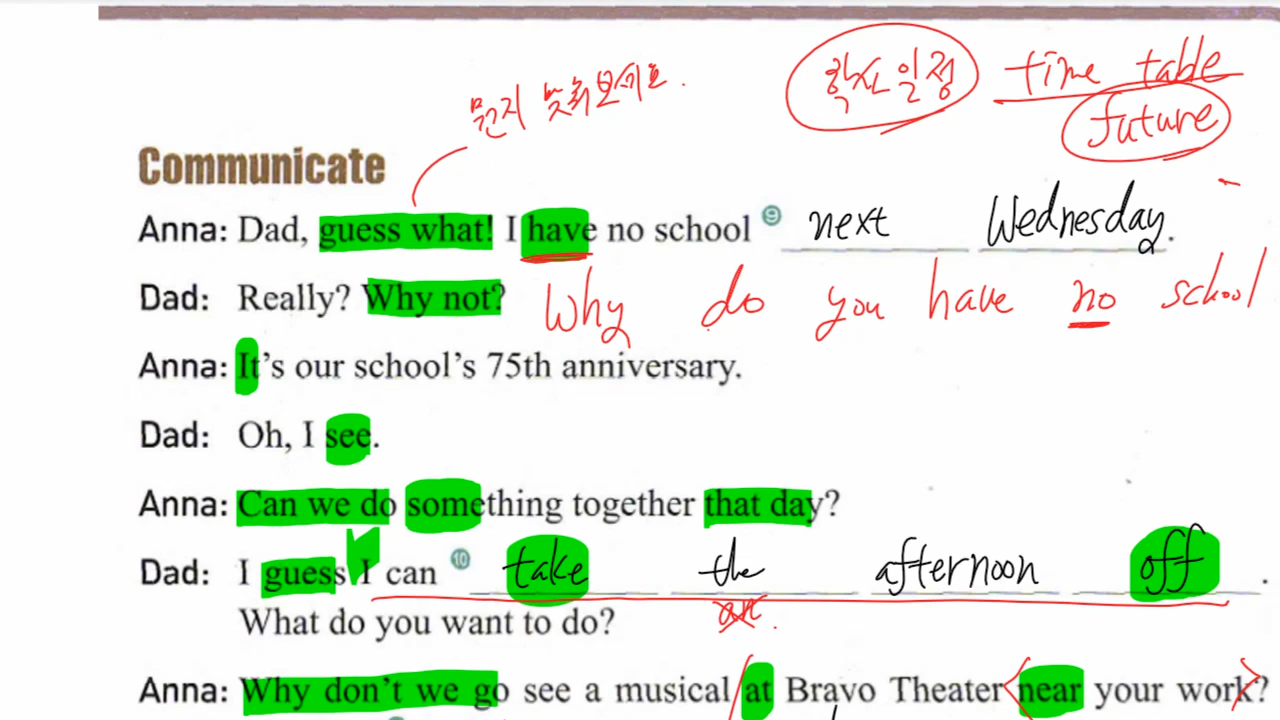 학사일정 time table
future
뭔지 맞춰보세요.
Communicate
Anna: Dad, guess what! I have no school ⑨ next Wednesday.
Dad: Really? Why not? Why do you have no school
Anna: It's our school's 75th anniversary.
Dad: Oh, I see.
Anna: Can we do something together that day?
Dad: I guess I can ⑩ take the afternoon off.
an.
What do you want to do?
Anna: Why don't we go see a musical / at Bravo Theater <near your work>?